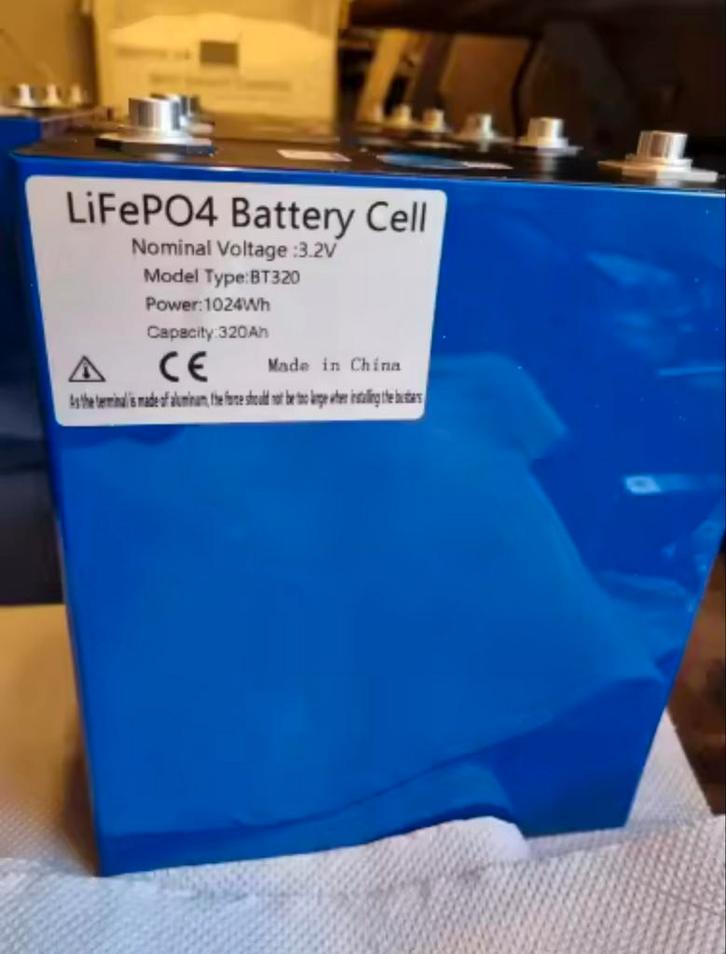 LiFePO4 Battery Cell
Nominal Voltage :3.2V
Model Type:BT320
Power:1024Wh
Capacity:320Ah
CE Made in China
As the terminal is made of aluminum, the force should not be too large when installing the busbars